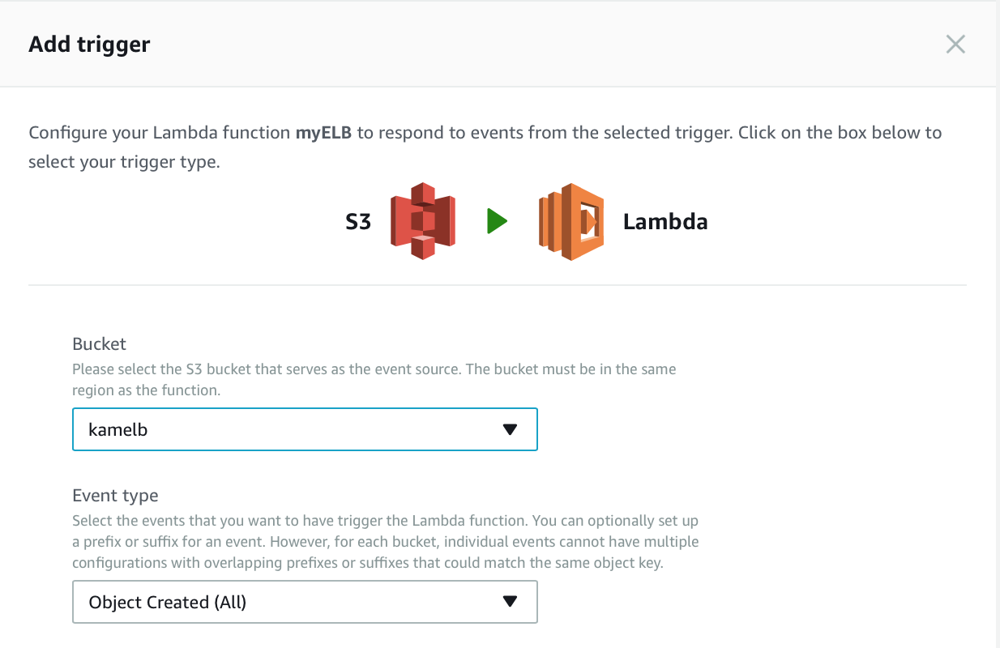 Add trigger
Configure your Lambda function myELB to respond to events from the selected trigger. Click on the box below to
select your trigger type.
S3 Lambda
Bucket
Please select the S3 bucket that serves as the event source. The bucket must be in the same
region as the function.
kamelb
Event type
Select the events that you want to have trigger the Lambda function. You can optionally set up
a prefix or suffix for an event. However, for each bucket, individual events cannot have multiple
configurations with overlapping prefixes or suffixes that could match the same object key.
Object Created (All)